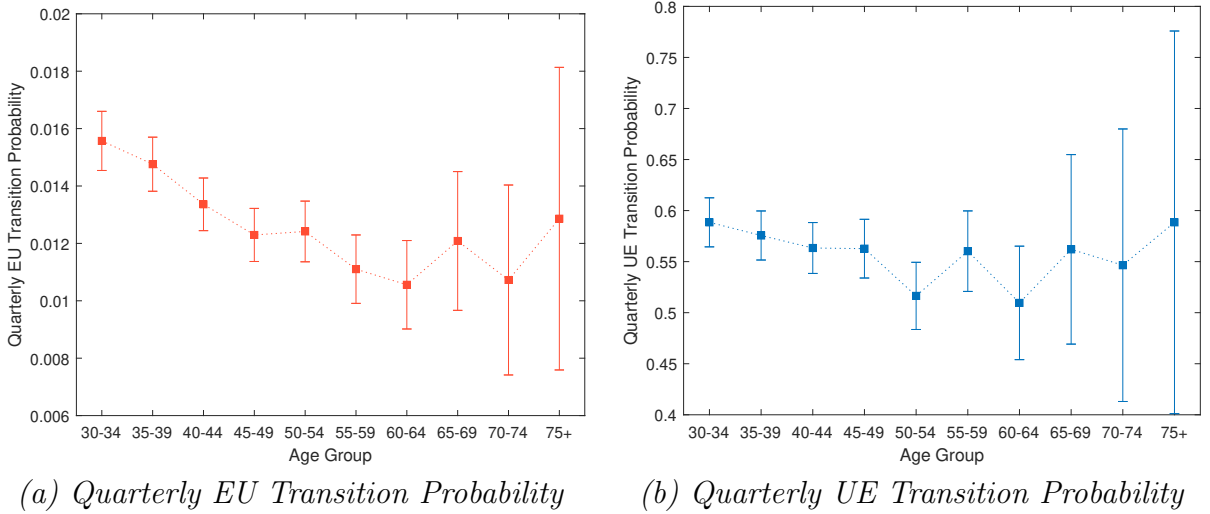 Quarterly EU Transition Probability
0.02
0.018
0.016
0.014
0.012
0.01
0.008
0.006
30-34 35-39 40-44 45-49 50-54 55-59 60-64 65-69 70-74 75+
Age Group
(a) Quarterly EU Transition Probability
Quarterly UE Transition Probability
0.8
0.75
0.7
0.65
0.6
0.55
0.5
0.45
0.4
30-34 35-39 40-44 45-49 50-54 55-59 60-64 65-69 70-74 75+
Age Group
(b) Quarterly UE Transition Probability